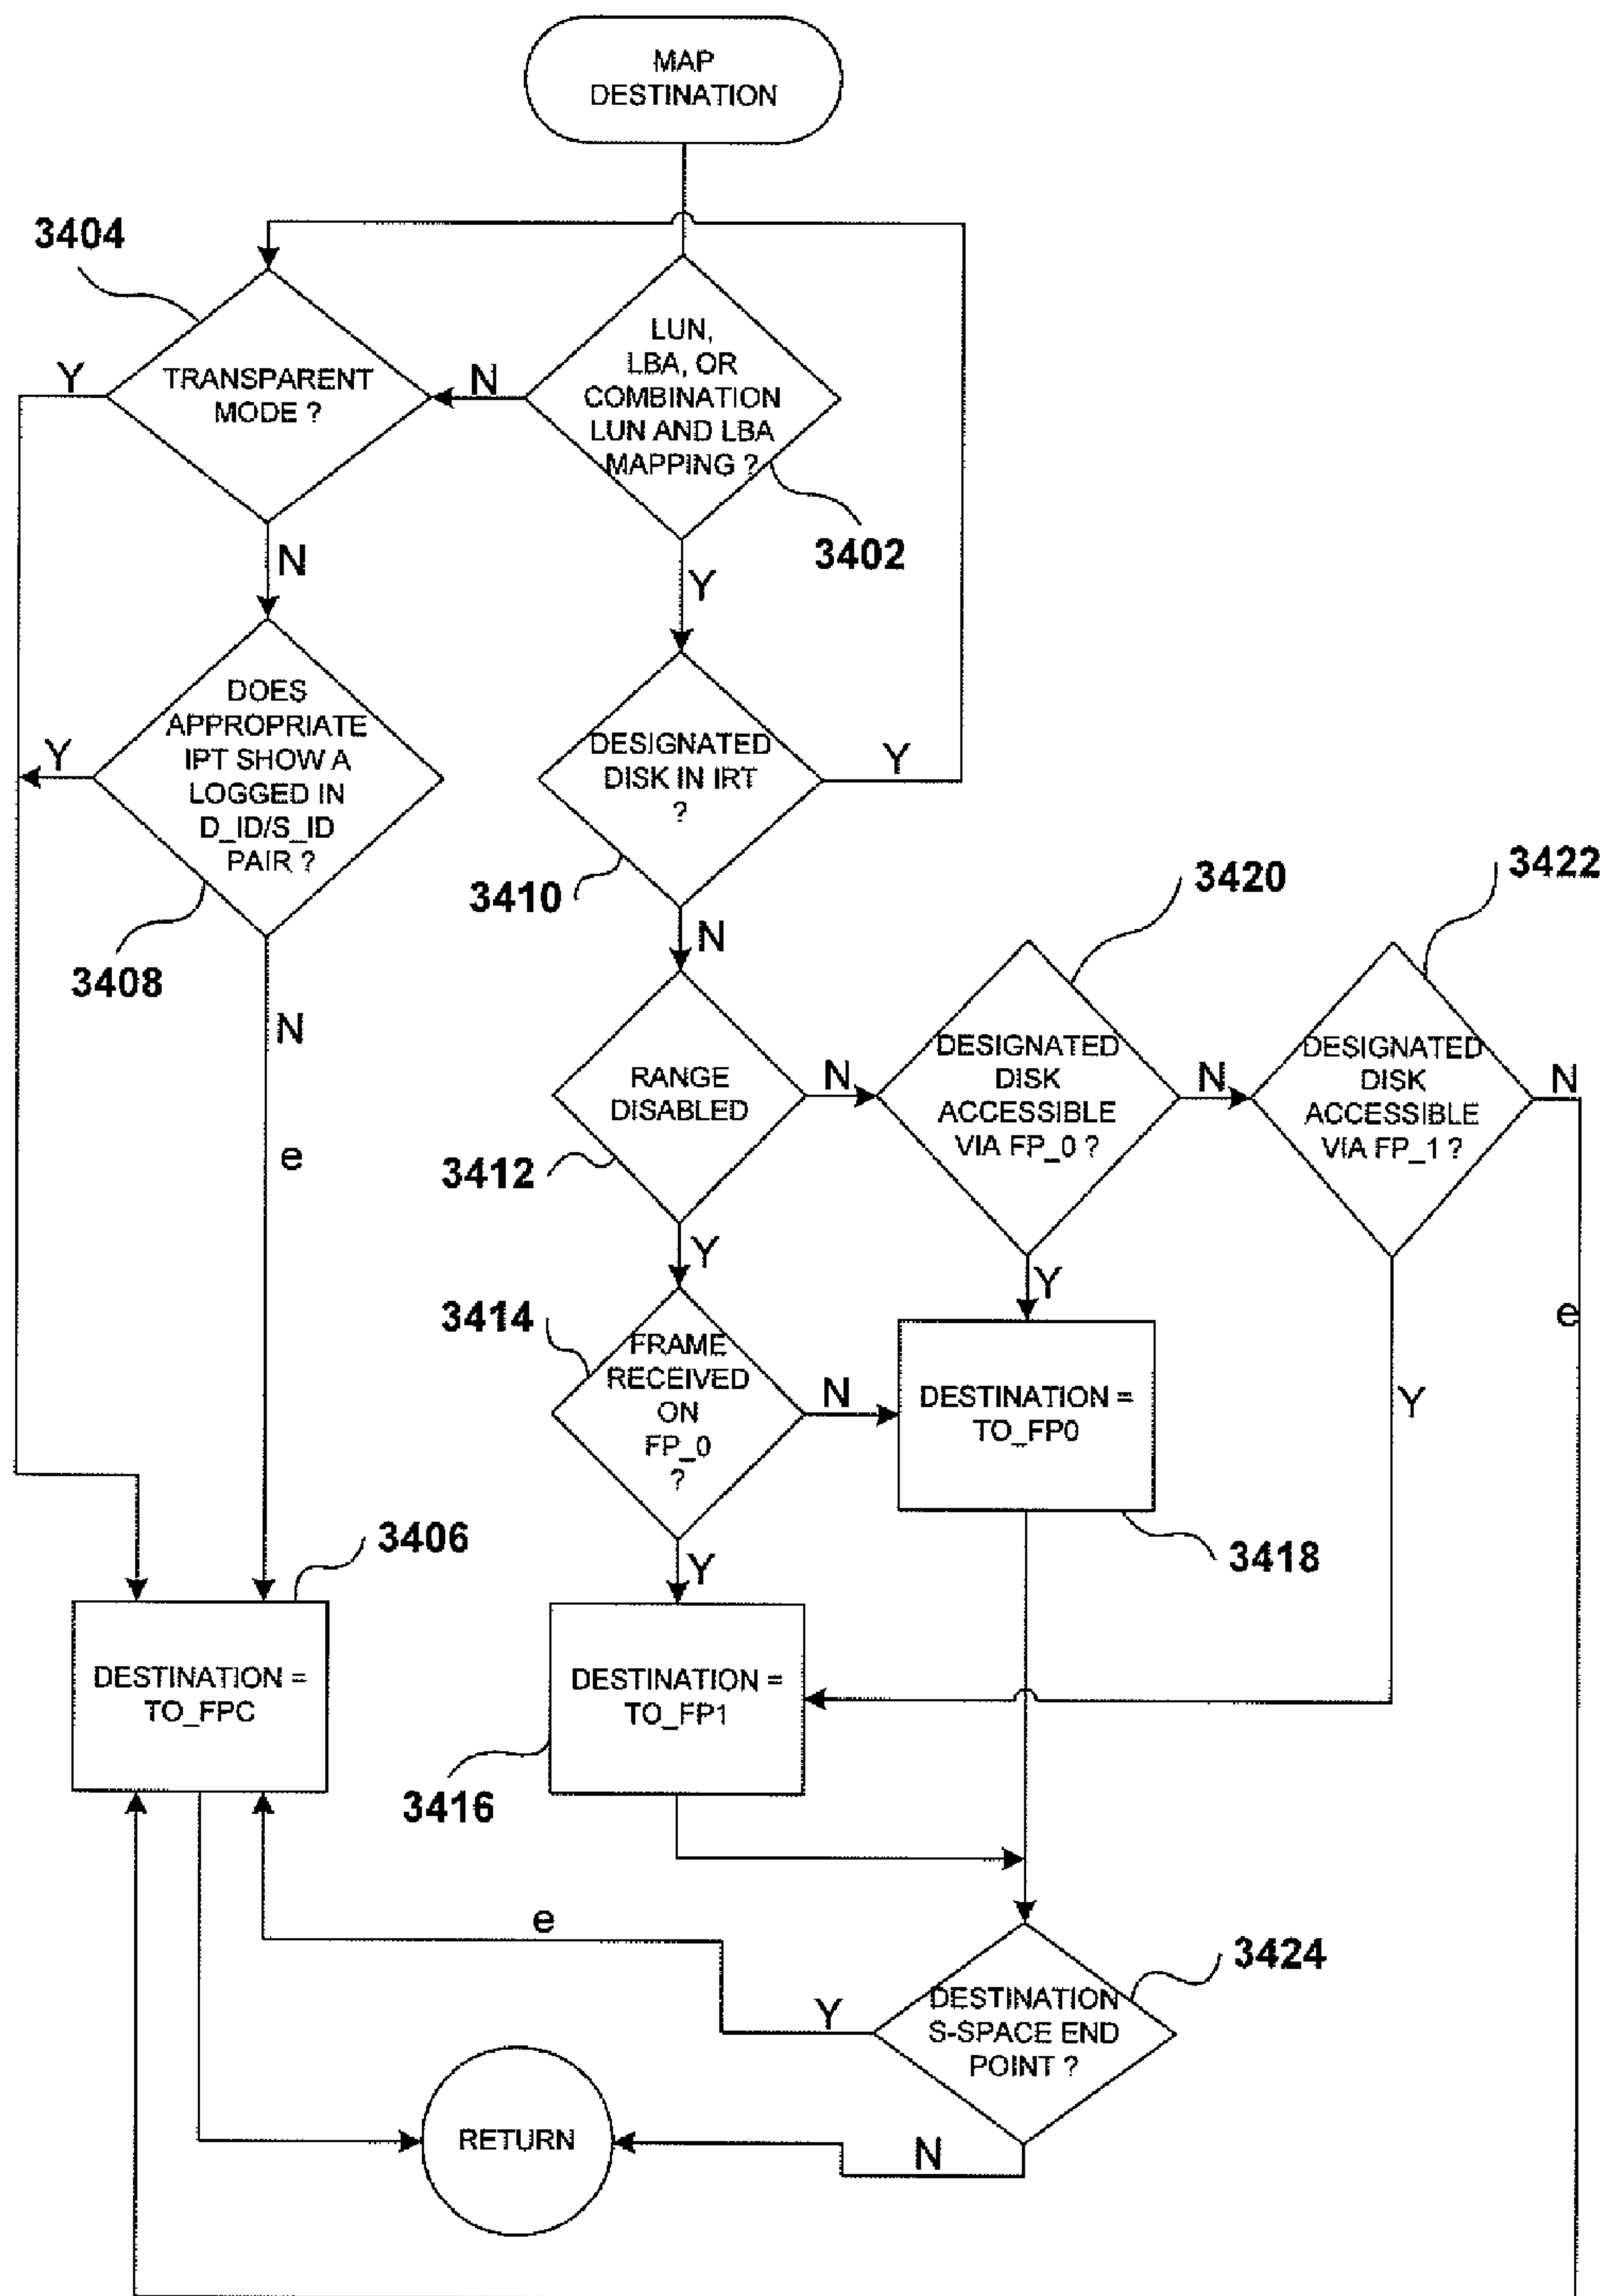 MAP
DESTINATION
3404
TRANSPARENT
MODE ?
Y
N
N
LUN,
LBA, OR
COMBINATION
LUN AND LBA
MAPPING ?
3402
Y
DOES
APPROPRIATE
IPT SHOW A
LOGGED IN
D_ID/S_ID
PAIR ?
Y
3408
N
e
DESIGNATED
DISK IN IRT
?
Y
3410
N
RANGE
DISABLED
3412
N
Y
DESIGNATED
DISK
ACCESSIBLE
VIA FP_0 ?
3420
N
Y
DESIGNATED
DISK
ACCESSIBLE
VIA FP_1 ?
3422
N
e
Y
3414
FRAME
RECEIVED
ON
FP_0
?
N
Y
DESTINATION =
TO_FP0
3418
3406
DESTINATION =
TO_FPC
DESTINATION =
TO_FP1
3416
e
3424
DESTINATION
S-SPACE END
POINT ?
Y
N
RETURN